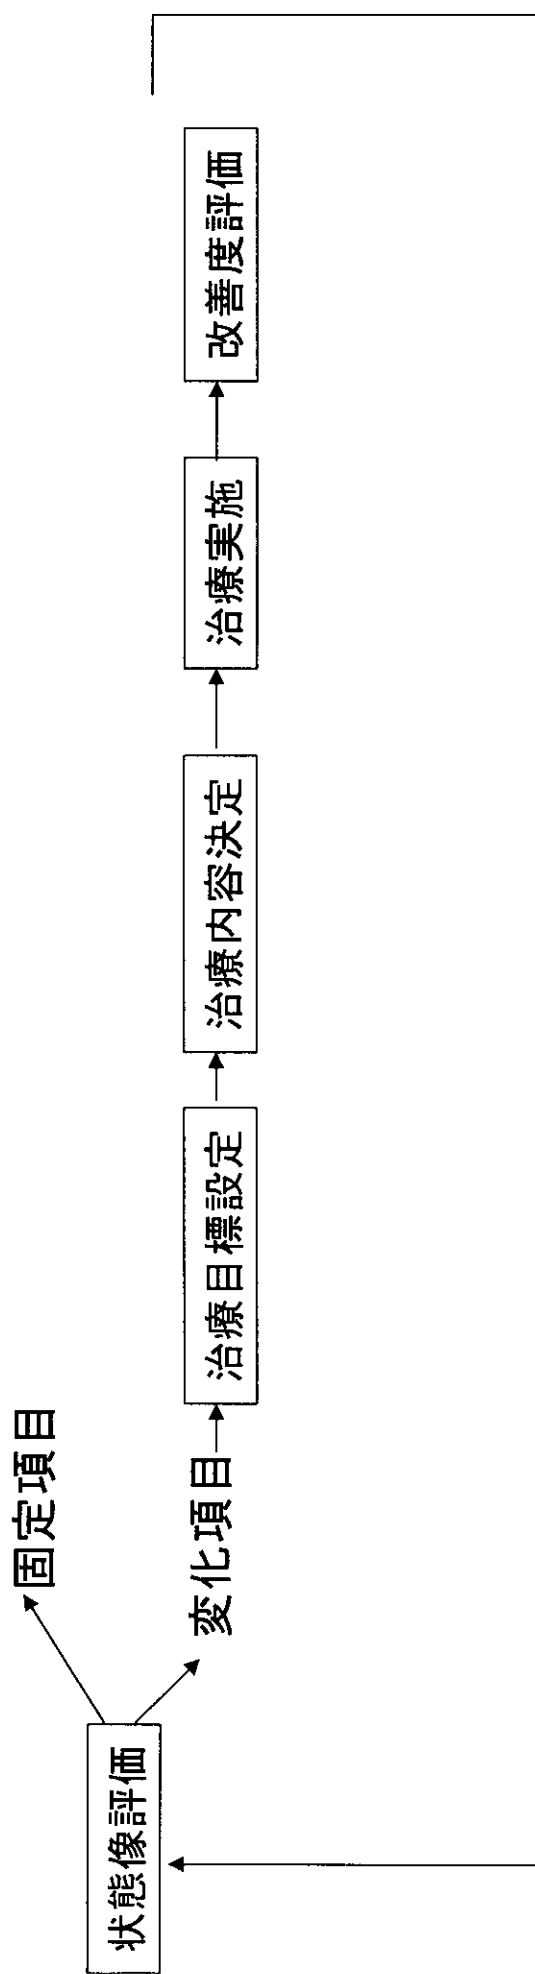 状態像評価
固定項目
変化項目
治療目標設定
治療内容決定
治療実施
改善度評価